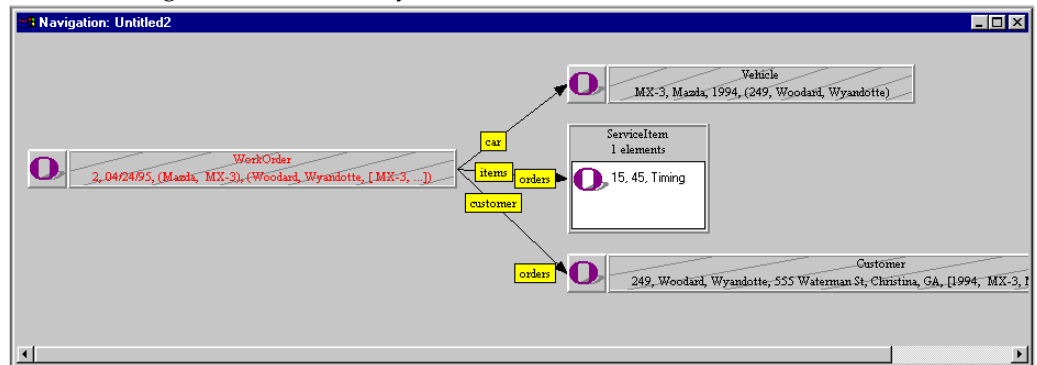 Navigation: Untitled2
Vehicle
MX-3, Mazda, 1994, (249, Woodard, Wyandotte)
car
ServiceItem
1 elements
WorkOrder
2, 04/24/95, (Mazda, MX-3), (Woodard, Wyandotte, [ MX-3, ...])
items
orders
15, 45, Timing
customer
orders
Customer
249, Woodard, Wyandotte, 555 Waterman St, Christina, GA, [1994, MX-3,